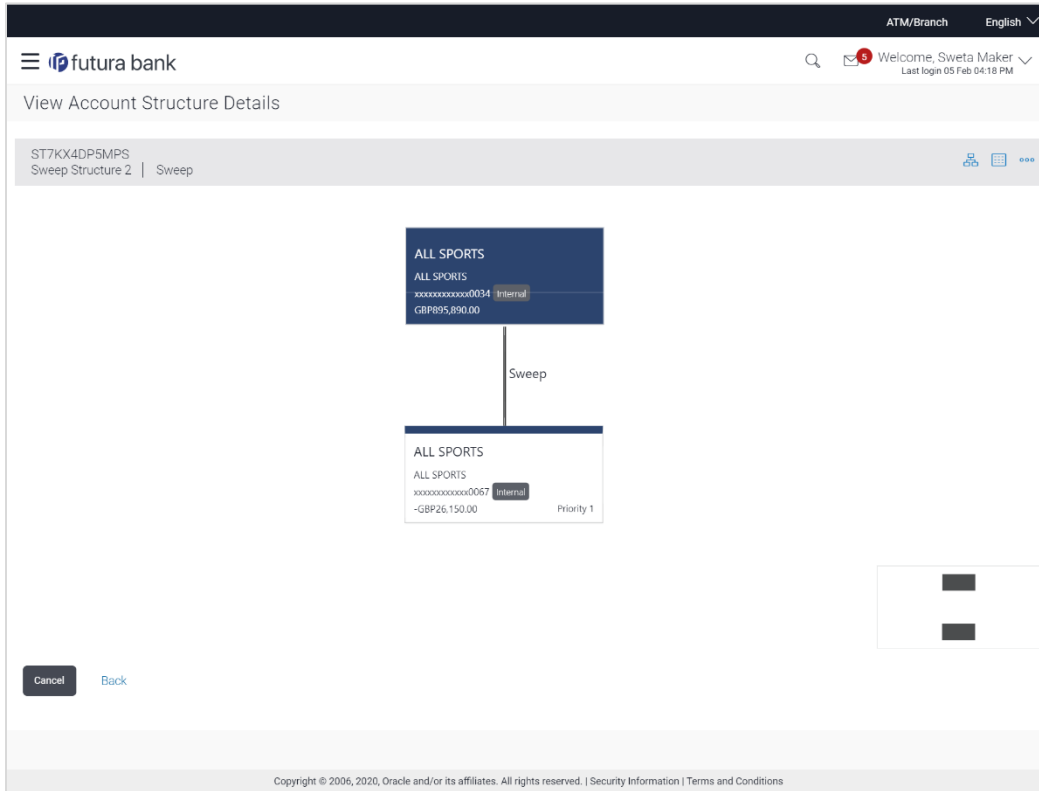 ATM/Branch English
futura bank
5 Welcome, Sweta Maker
Last login 05 Feb 04:18 PM
View Account Structure Details
ST7KX4DP5MPS
Sweep Structure 2 | Sweep
ALL SPORTS
ALL SPORTS
xxxxxxxxxxxx0034 Internal
GBP895,890.00
Sweep
ALL SPORTS
ALL SPORTS
xxxxxxxxxxxx0067 Internal
-GBP26,150.00 Priority 1
Cancel Back
Copyright © 2006, 2020, Oracle and/or its affiliates. All rights reserved. | Security Information | Terms and Conditions